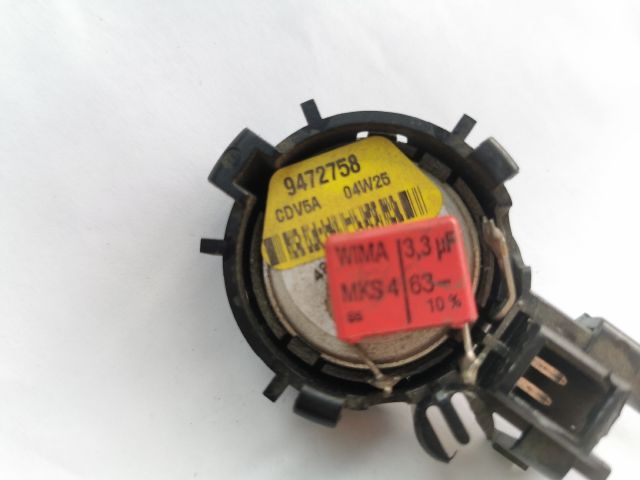 9472758
CDV5A 04W25
WIMA 3,3 µF
MKS 4 63–
10 %